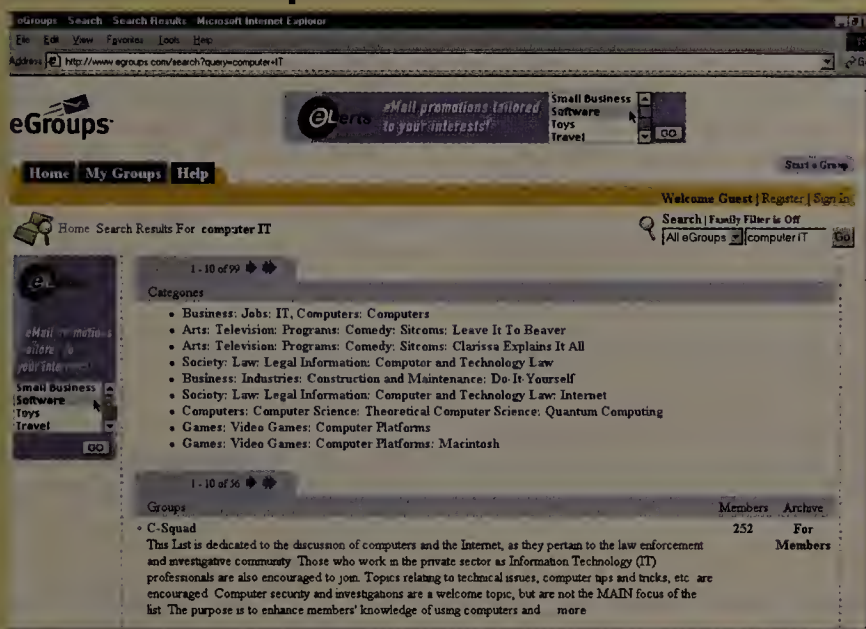 eGroups Search Search Results Microsoft Internet Explorer
File Edit View Favorites Tools Help
Address http://www egroups com/search?query=computer+IT
eGroups
eLerts eMail promotions tailored to your interests!
Small Business
Software
Toys
Travel
GO
Home My Groups Help
Start a Group
Welcome Guest | Register | Sign In
Home Search Results For computer IT
Search | Family Filter is Off
All eGroups computer IT Go
eMail
your
Small Business
Software
Toys
Travel
GO
1 - 10 of 99
Categories
• Business: Jobs: IT, Computers: Computers
• Arts: Television: Programs: Comedy: Sitcoms: Leave It To Beaver
• Arts: Television: Programs: Comedy: Sitcoms: Clarissa Explains It All
• Society: Law: Legal Information: Computer and Technology Law
• Business: Industries: Construction and Maintenance: Do-It-Yourself
• Society: Law: Legal Information: Computer and Technology Law: Internet
• Computers: Computer Science: Theoretical Computer Science: Quantum Computing
• Games: Video Games: Computer Platforms
• Games: Video Games: Computer Platforms: Macintosh
1 - 10 of 56
Groups Members Archive
C-Squad 252 For Members
This List is dedicated to the discussion of computers and the Internet, as they pertain to the law enforcement
and investigative community Those who work in the private sector as Information Technology (IT)
professionals are also encouraged to join. Topics relating to technical issues, computer tips and tricks, etc are
encouraged Computer security and investigations are a welcome topic, but are not the MAIN focus of the
list The purpose is to enhance members' knowledge of using computers and more